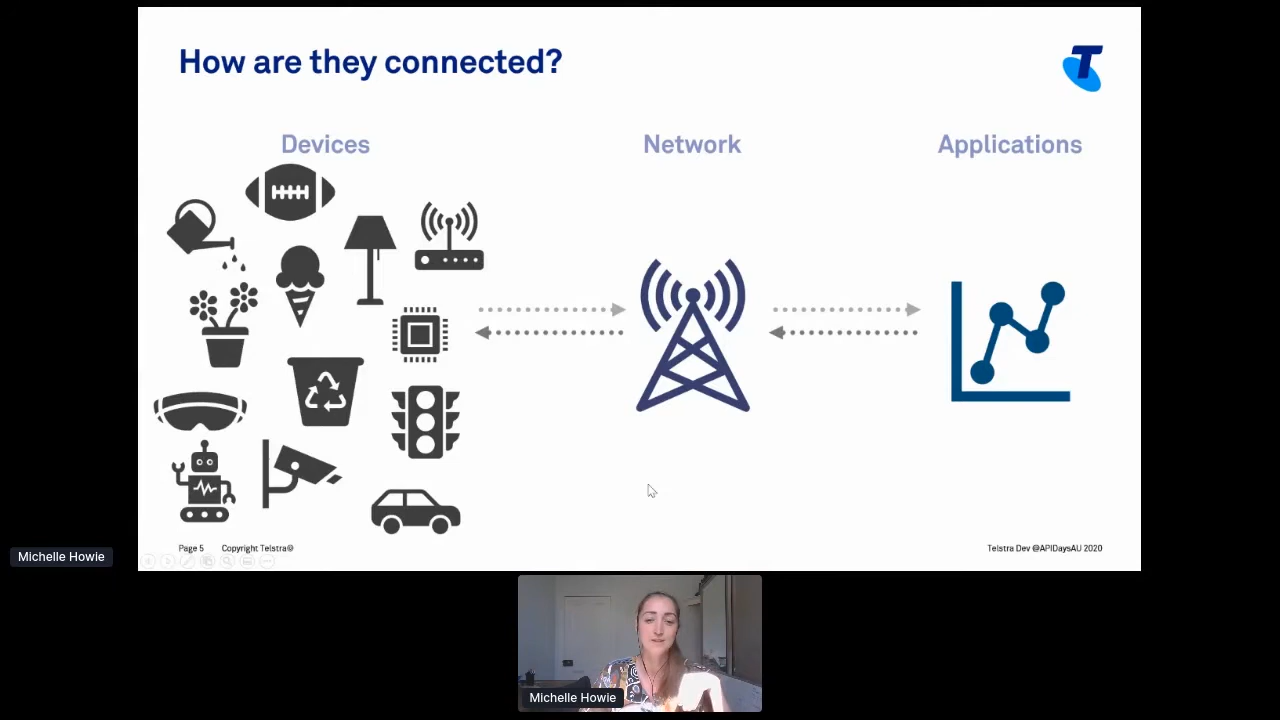 How are they connected?
T
Devices
Network
Applications
Page 5
Copyright Telstra©
Telstra Dev @APIDaysAU 2020
Michelle Howie
Michelle Howie